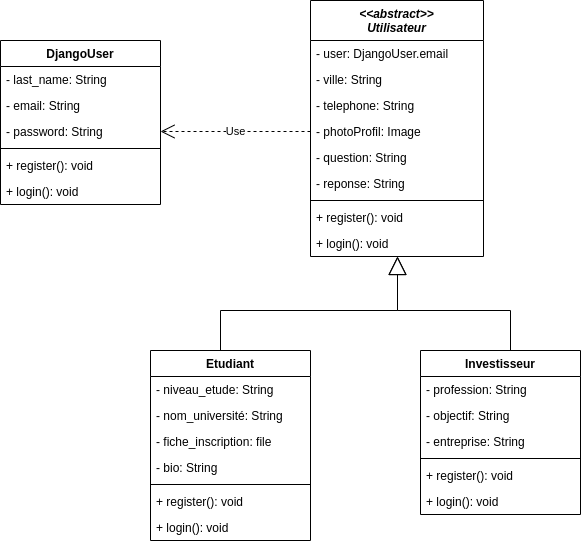 <<abstract>>
Utilisateur
- user: DjangoUser.email
- ville: String
- telephone: String
- photoProfil: Image
- question: String
- reponse: String
+ register(): void
+ login(): void
DjangoUser
- last_name: String
- email: String
- password: String
+ register(): void
+ login(): void
Use
Etudiant
- niveau_etude: String
- nom_université: String
- fiche_inscription: file
- bio: String
+ register(): void
+ login(): void
Investisseur
- profession: String
- objectif: String
- entreprise: String
+ register(): void
+ login(): void